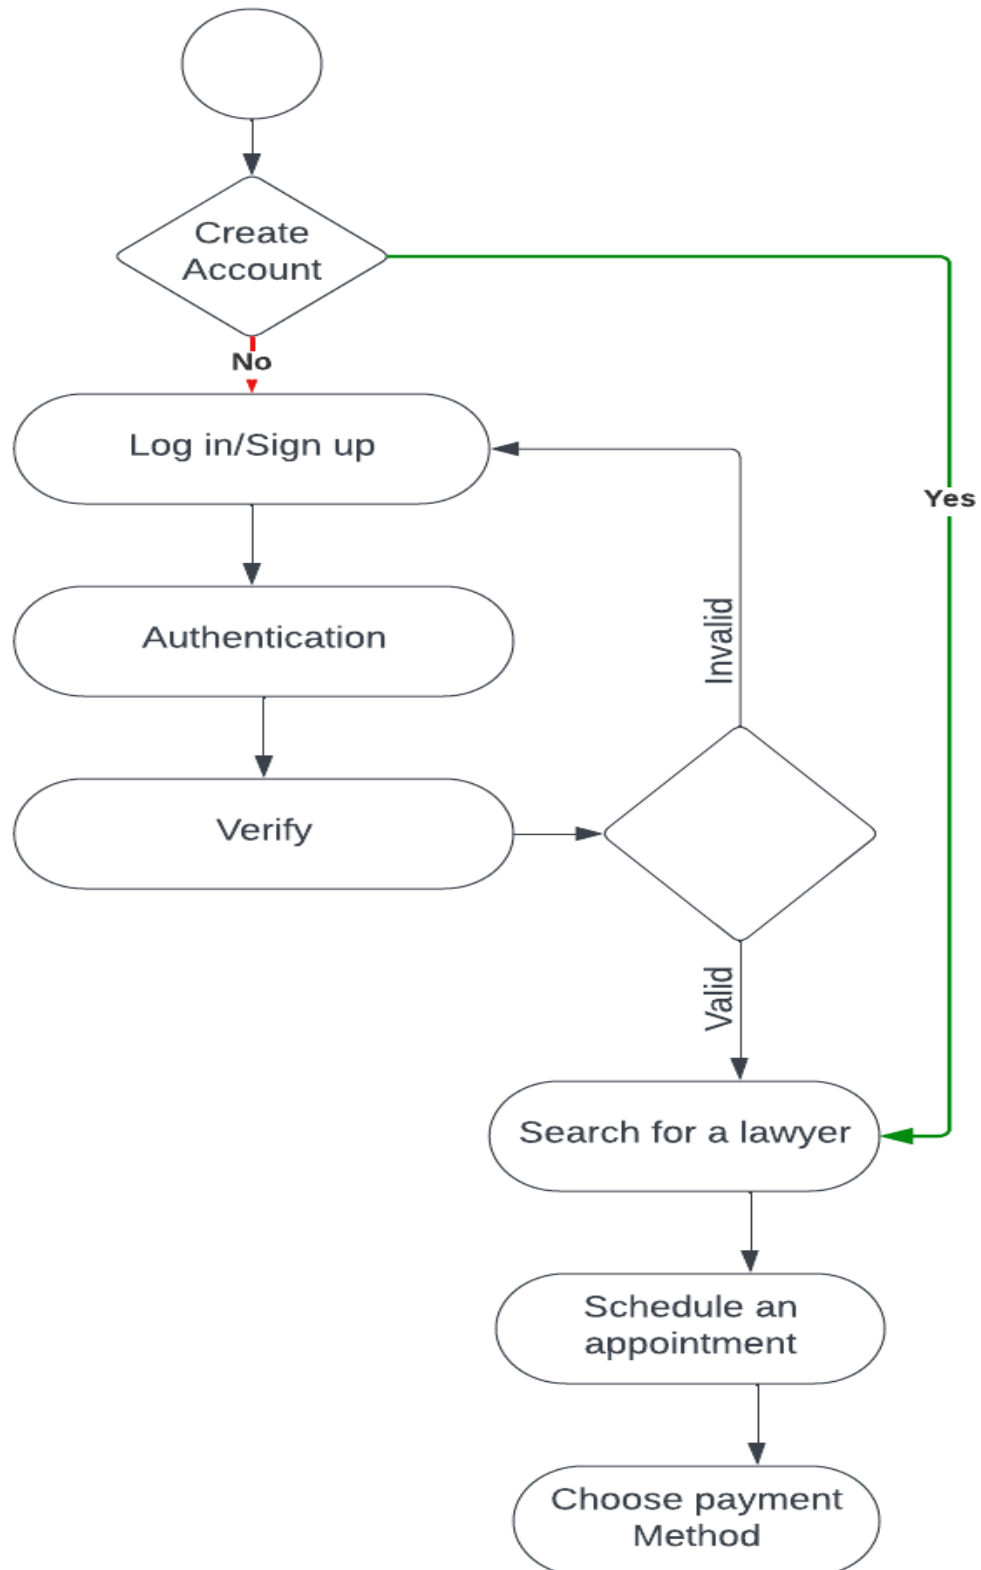 Create
Account
No
Log in/Sign up
Yes
Authentication
Invalid
Verify
Valid
Search for a lawyer
Schedule an
appointment
Choose payment
Method